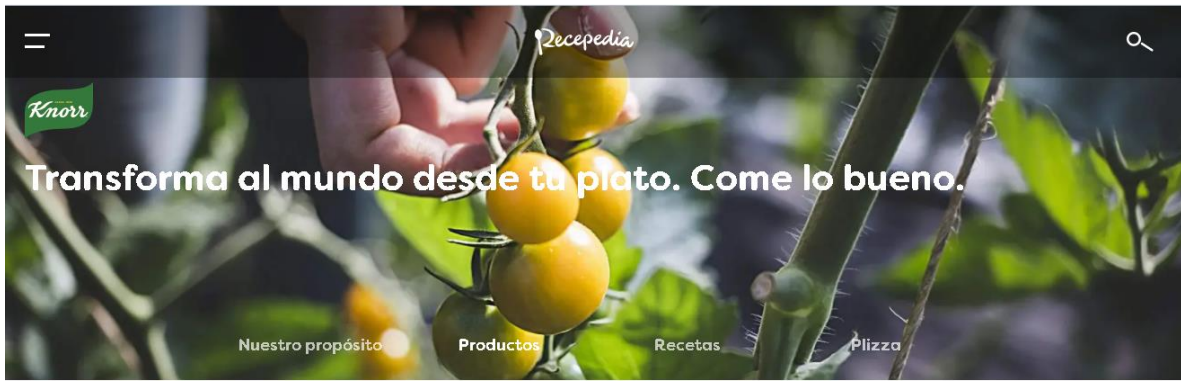 Recepedia
Knorr
Transforma al mundo desde tu plato. Come lo bueno.
Nuestro propósito Productos Recetas Plizza